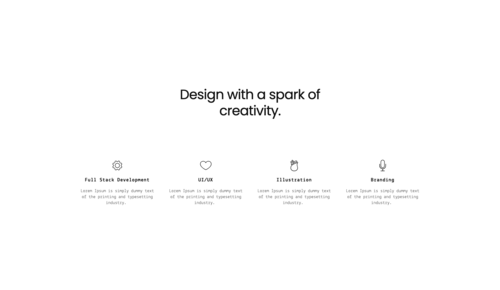 Design with a spark of
creativity.
Full Stack Development
Lorem Ipsum is simply dummy text
of the printing and typesetting
industry.
UI/UX
Lorem Ipsum is simply dummy text
of the printing and typesetting
industry.
Illustration
Lorem Ipsum is simply dummy text
of the printing and typesetting
industry.
Branding
Lorem Ipsum is simply dummy text
of the printing and typesetting
industry.